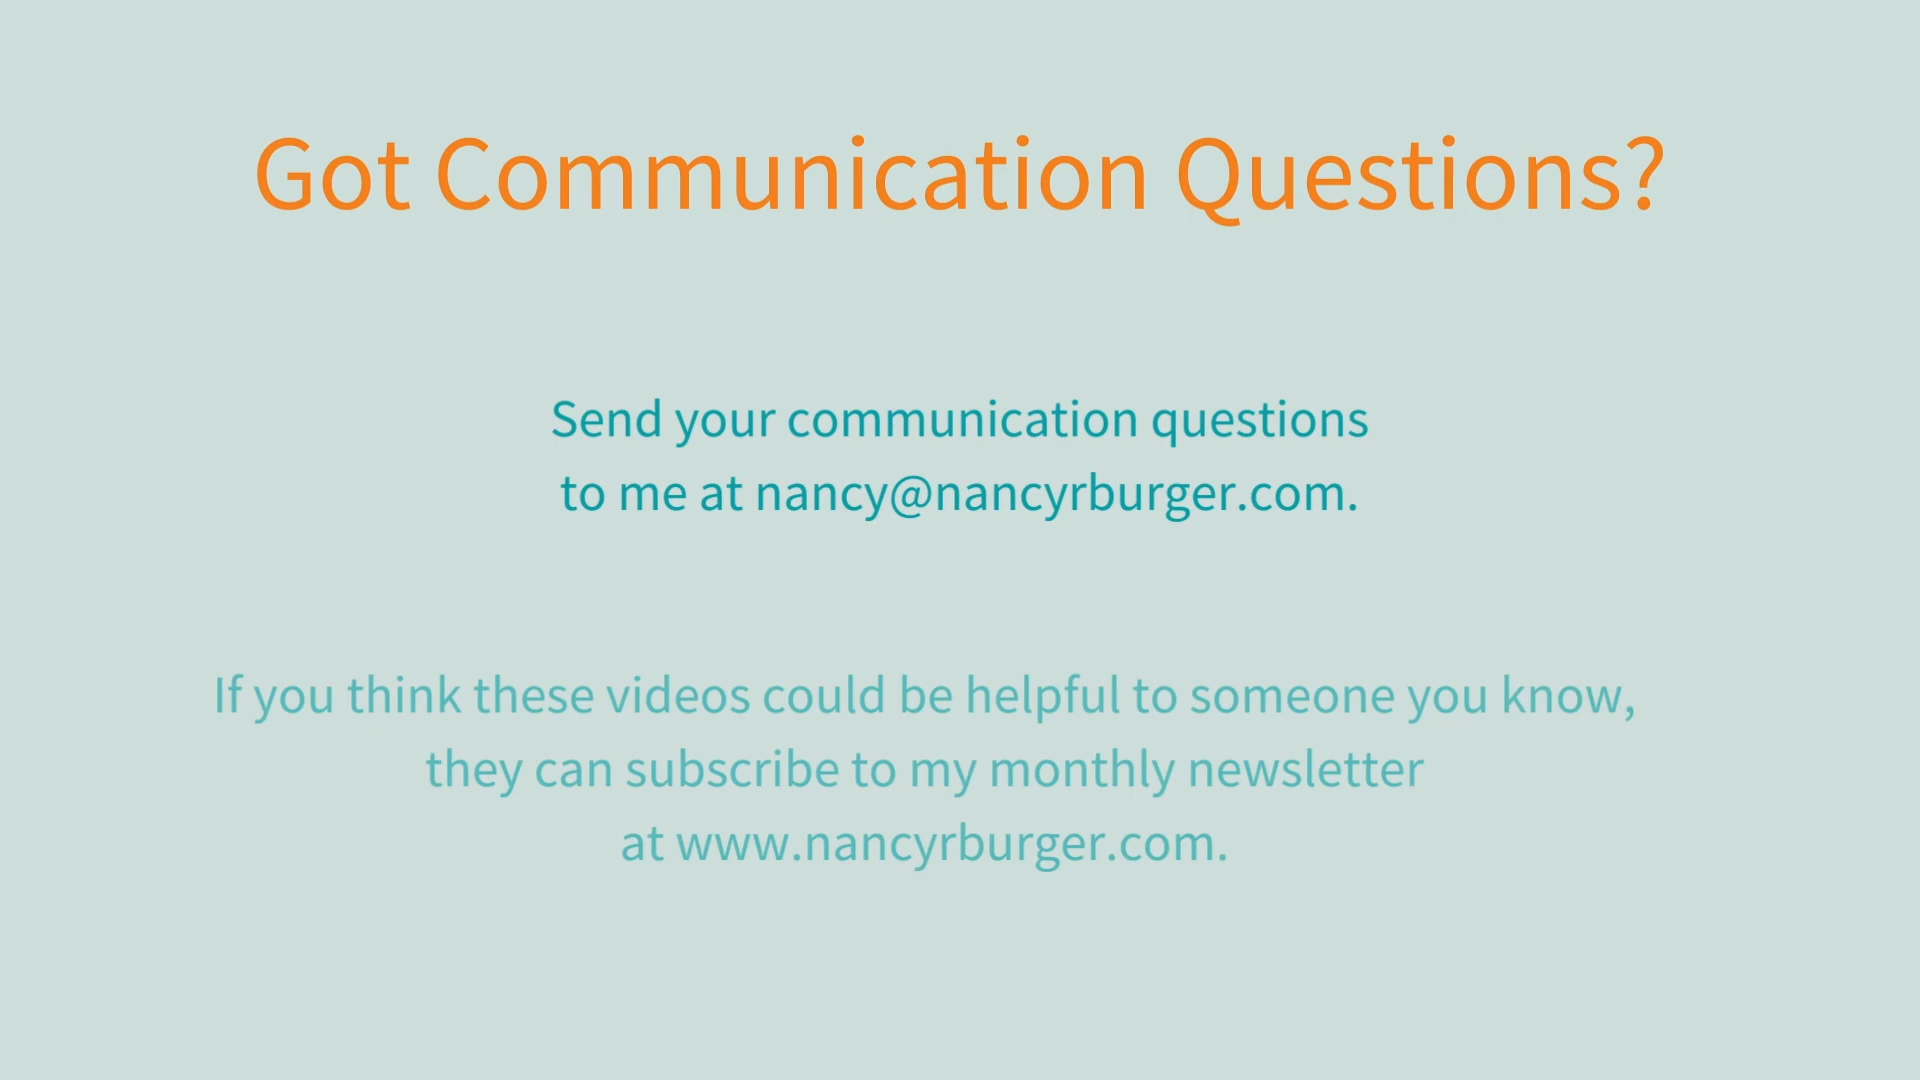 Got Communication Questions?
Send your communication questions
to me at nancy@nancyrburger.com.
If you think these videos could be helpful to someone you know,
they can subscribe to my monthly newsletter
at www.nancyrburger.com.